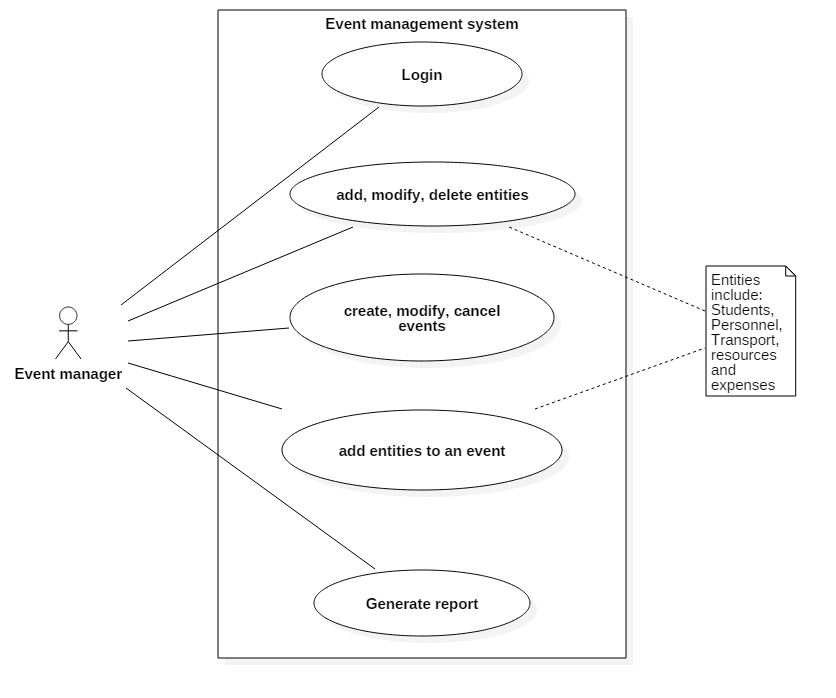 Event management system
Login
add, modify, delete entities
create, modify, cancel
events
add entities to an event
Generate report
Event manager
Entities
include:
Students,
Personnel,
Transport,
resources
and
expenses